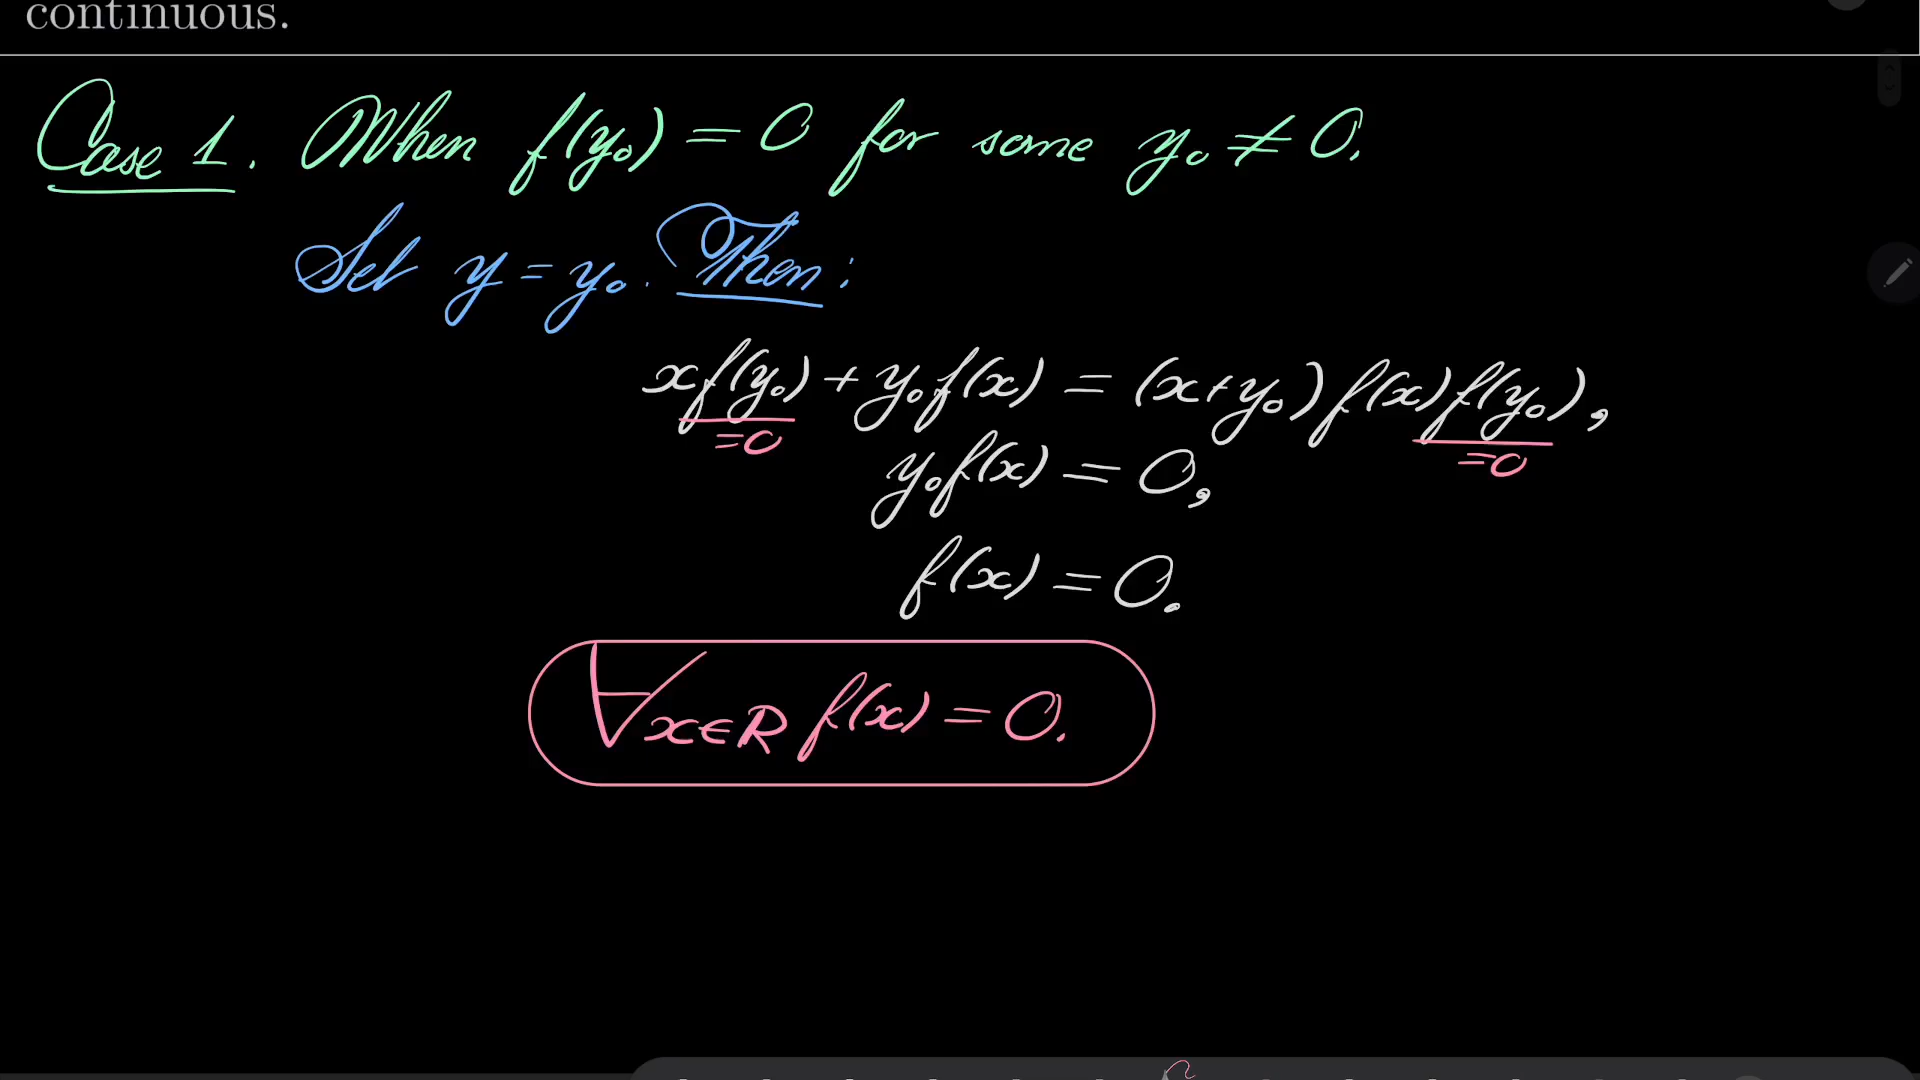 continuous.
Case 1. When f(y₀) = 0 for some y₀ ≠ 0.
Set y = y₀. Then:
xf(y₀) + y₀f(x) = (x+y₀)f(x)f(y₀),
=0 =0
y₀f(x) = 0,
f(x) = 0.
∀x∈R f(x) = 0.